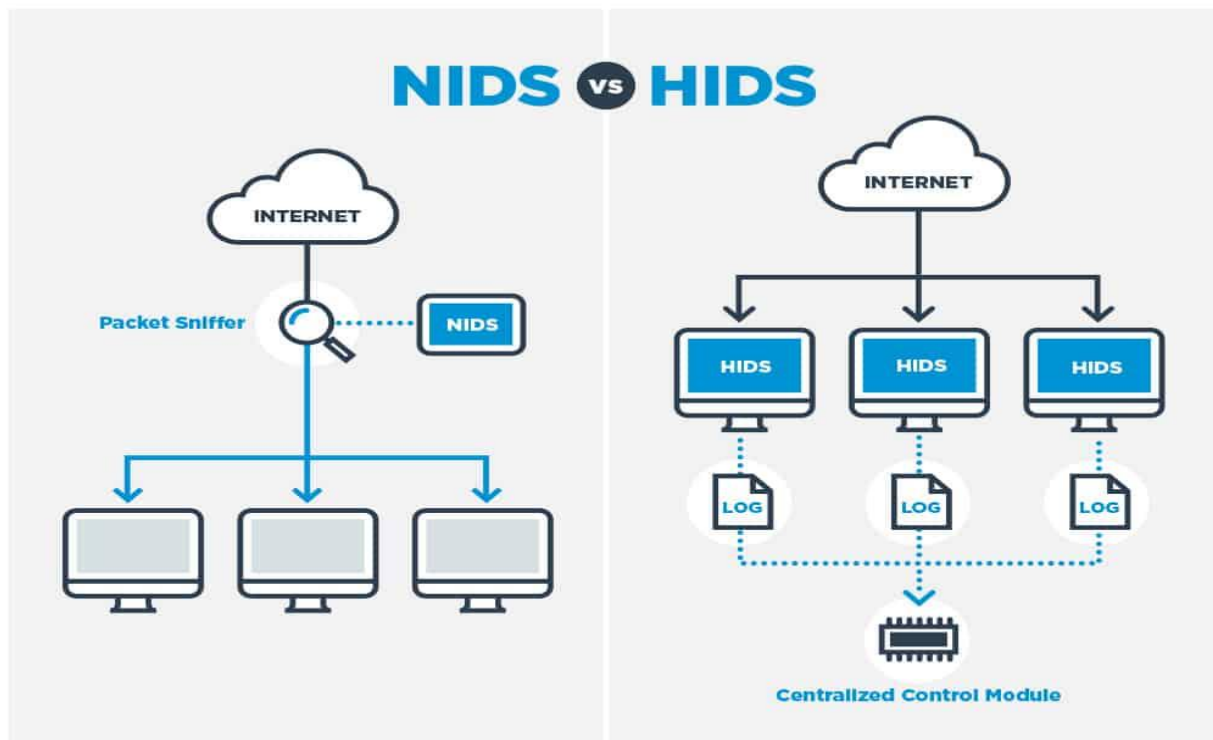 NIDS vs HIDS
INTERNET
Packet Sniffer
NIDS
INTERNET
HIDS
HIDS
HIDS
LOG
LOG
LOG
Centralized Control Module